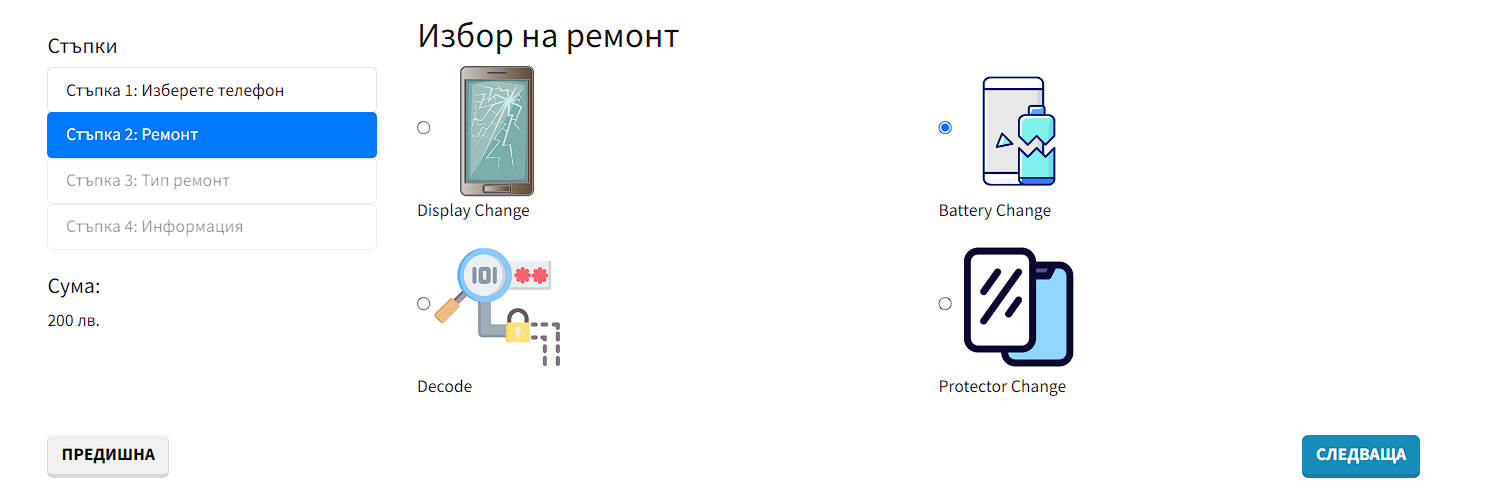 Стъпки
Стъпка 1: Изберете телефон
Стъпка 2: Ремонт
Стъпка 3: Тип ремонт
Стъпка 4: Информация
Сума:
200 лв.
Избор на ремонт
Display Change
Battery Change
101 **
Decode
Protector Change
ПРЕДИШНА
СЛЕДВАЩА